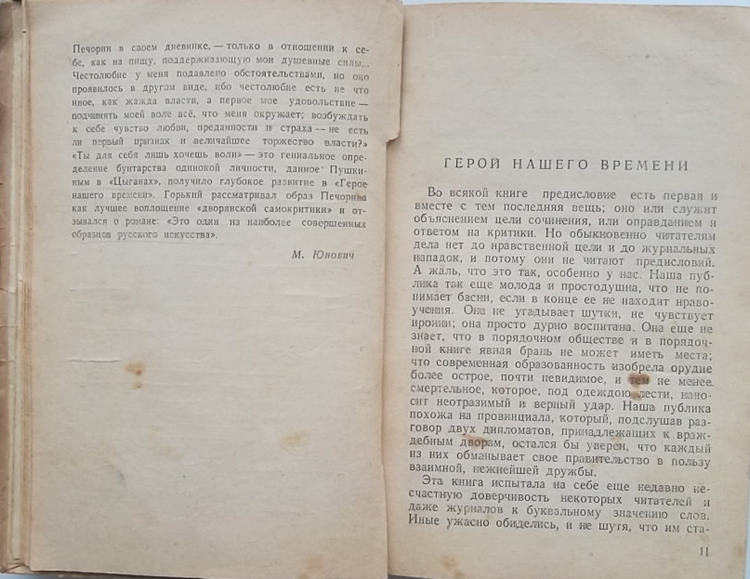 Печорин в своем дневнике, — только в отношении к се-
бе, как на пищу, поддерживающую мои душевные силы...
Честолюбие у меня подавлено обстоятельствами, но оно
проявилось в другом виде, ибо честолюбие есть не что
иное, как жажда власти, а первое мое удовольствие —
подчинять моей воле всё, что меня окружает; возбуждать
к себе чувство любви, преданности и страха — не есть
ли первый признак и величайшее торжество власти?»
«Ты для себя лишь хочешь воли» — это гениальное опре-
деление бунтарства одинокой личности, данное Пушки-
ным в «Цыганах», получило глубокое развитие в «Герое
нашего времени». Горький рассматривал образ Печорина
как лучшее воплощение «дворянской самокритики» и от-
зывался о романе: «Это один из наиболее совершенных
образцов русского искусства».
М. Юнович
ГЕРОЙ НАШЕГО ВРЕМЕНИ
Во всякой книге предисловие есть первая и
вместе с тем последняя вещь; оно или служит
объяснением цели сочинения, или оправданием и
ответом на критики. Но обыкновенно читателям
дела нет до нравственной цели и до журнальных
нападок, и потому они не читают предисловий.
А жаль, что это так, особенно у нас. Наша пуб-
лика так еще молода и простодушна, что не по-
нимает басни, если в конце ее не находит нраво-
учения. Она не угадывает шутки, не чувствует
иронии; она просто дурно воспитана. Она еще не
знает, что в порядочном обществе и в порядоч-
ной книге явная брань не может иметь места;
что современная образованность изобрела орудие
более острое, почти невидимое, и тем не менее
смертельное, которое, под одеждою лести, нано-
сит неотразимый и верный удар. Наша публика
похожа на провинциала, который, подслушав раз-
говор двух дипломатов, принадлежащих к враж-
дебным дворам, остался бы уверен, что каждый
из них обманывает свое правительство в пользу
взаимной, нежнейшей дружбы.
Эта книга испытала на себе еще недавно не-
счастную доверчивость некоторых читателей и
даже журналов к буквальному значению слов.
Иные ужасно обиделись, и не шутя, что им ста-
11